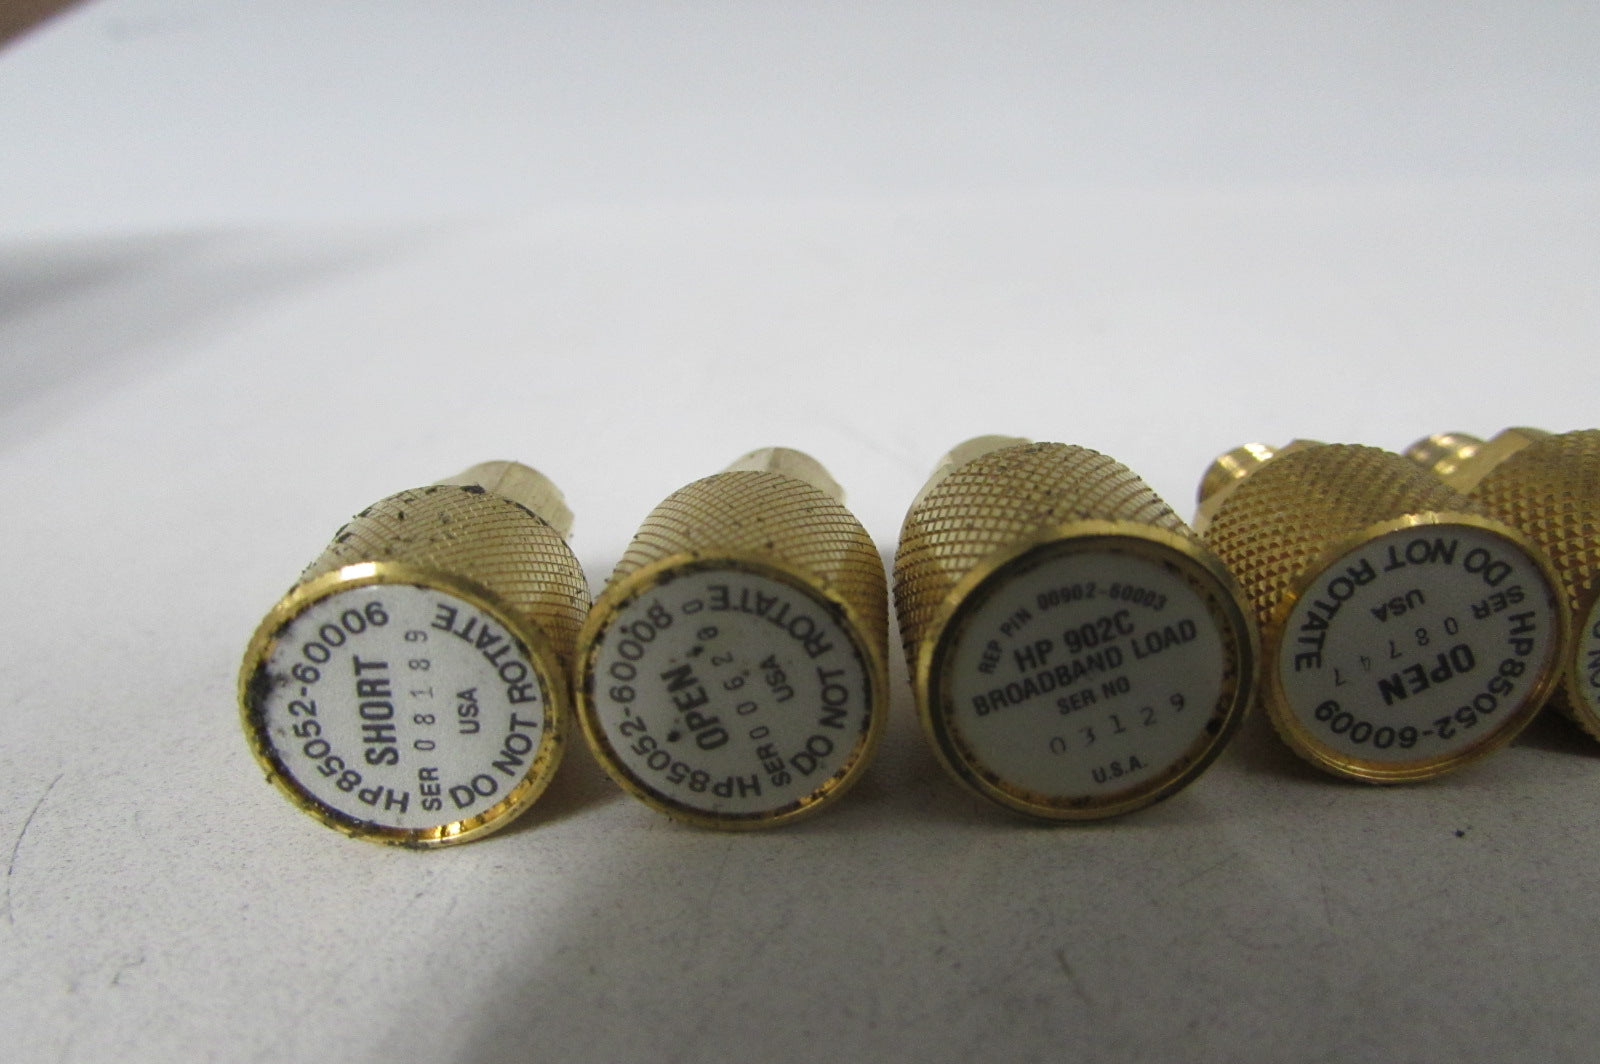 HP85052-60006
SHORT
SER 08189
USA
DO NOT ROTATE
HP85052-60008
OPEN
SER
USA
DO NOT ROTATE
REP PIN 00902-60003
HP 902C
BROADBAND LOAD
SER NO
03129
U.S.A.
HP85052-60009
OPEN
SER 08747
USA
DO NOT ROTATE